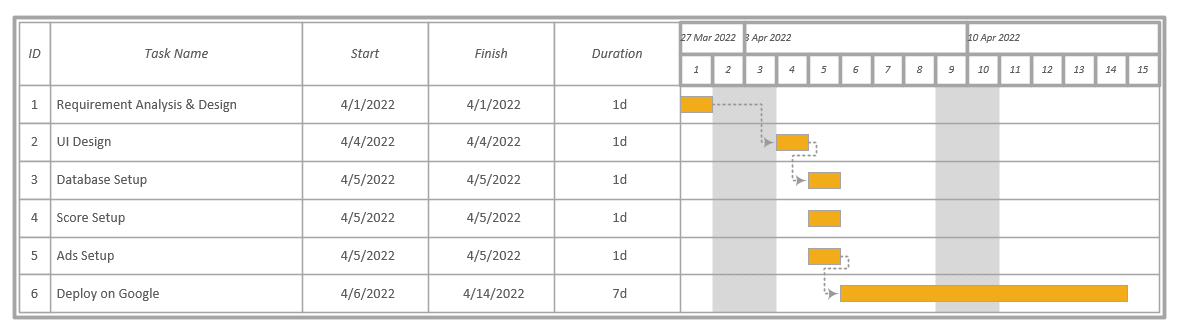 ID Task Name Start Finish Duration 27 Mar 2022 3 Apr 2022 10 Apr 2022
1 2 3 4 5 6 7 8 9 10 11 12 13 14 15
1 Requirement Analysis & Design 4/1/2022 4/1/2022 1d
2 UI Design 4/4/2022 4/4/2022 1d
3 Database Setup 4/5/2022 4/5/2022 1d
4 Score Setup 4/5/2022 4/5/2022 1d
5 Ads Setup 4/5/2022 4/5/2022 1d
6 Deploy on Google 4/6/2022 4/14/2022 7d